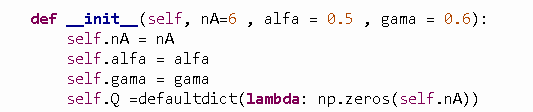 def __init__(self, nA=6 , alfa = 0.5 , gama = 0.6):
self.nA = nA
self.alfa = alfa
self.gama = gama
self.Q =defaultdict(lambda: np.zeros(self.nA))